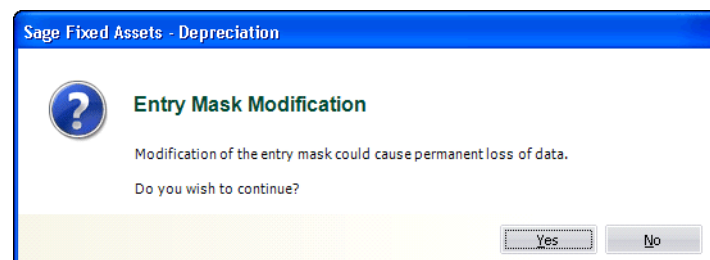 Sage Fixed Assets - Depreciation
?
Entry Mask Modification
Modification of the entry mask could cause permanent loss of data.
Do you wish to continue?
Yes No